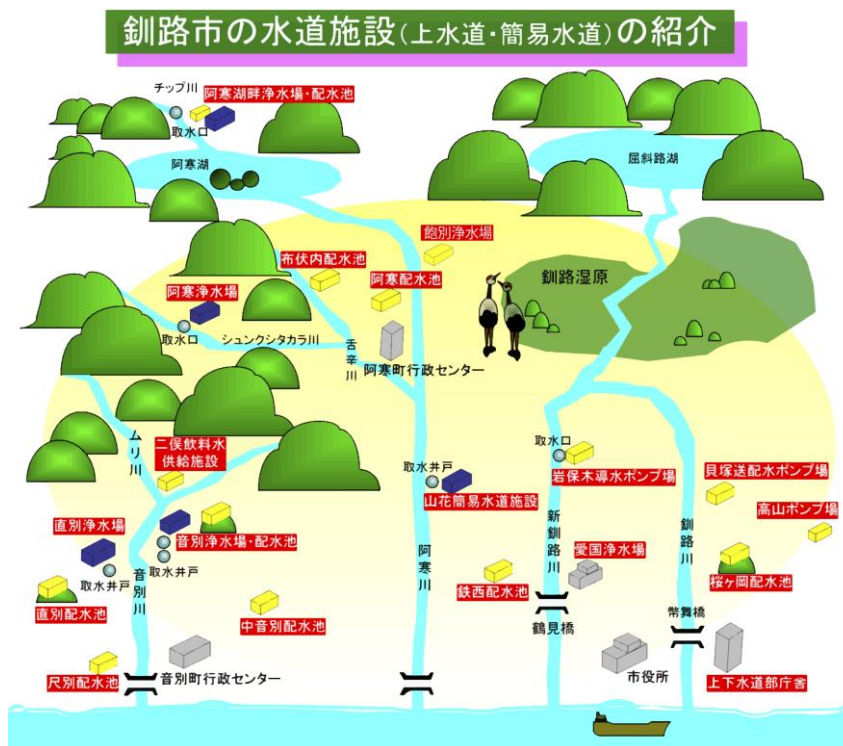 釧路市の水道施設(上水道・簡易水道)の紹介
チップ川
阿寒湖畔浄水場・配水池
取水口
阿寒湖
屈斜路湖
飽別浄水場
布伏内配水池
阿寒配水池
釧路湿原
阿寒浄水場
取水口
シュンクシタカラ川
舌辛川
阿寒町行政センター
ムリ川
二俣飲料水
供給施設
取水口
岩保木導水ポンプ場
取水井戸
山花簡易水道施設
貝塚送配水ポンプ場
高山ポンプ場
直別浄水場
音別浄水場・配水池
取水井戸
取水井戸
音別川
阿寒川
新釧路川
釧路川
愛国浄水場
鉄西配水池
桜ヶ岡配水池
直別配水池
中音別配水池
鶴見橋
幣舞橋
尺別配水池
音別町行政センター
市役所
上下水道部庁舎